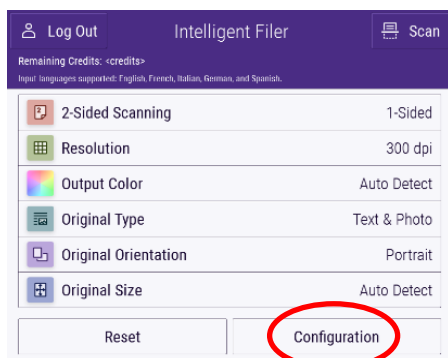 Log Out Intelligent Filer Scan
Remaining Credits: <credits>
Input languages supported: English, French, Italian, German, and Spanish.
2-Sided Scanning 1-Sided
Resolution 300 dpi
Output Color Auto Detect
Original Type Text & Photo
Original Orientation Portrait
Original Size Auto Detect
Reset Configuration